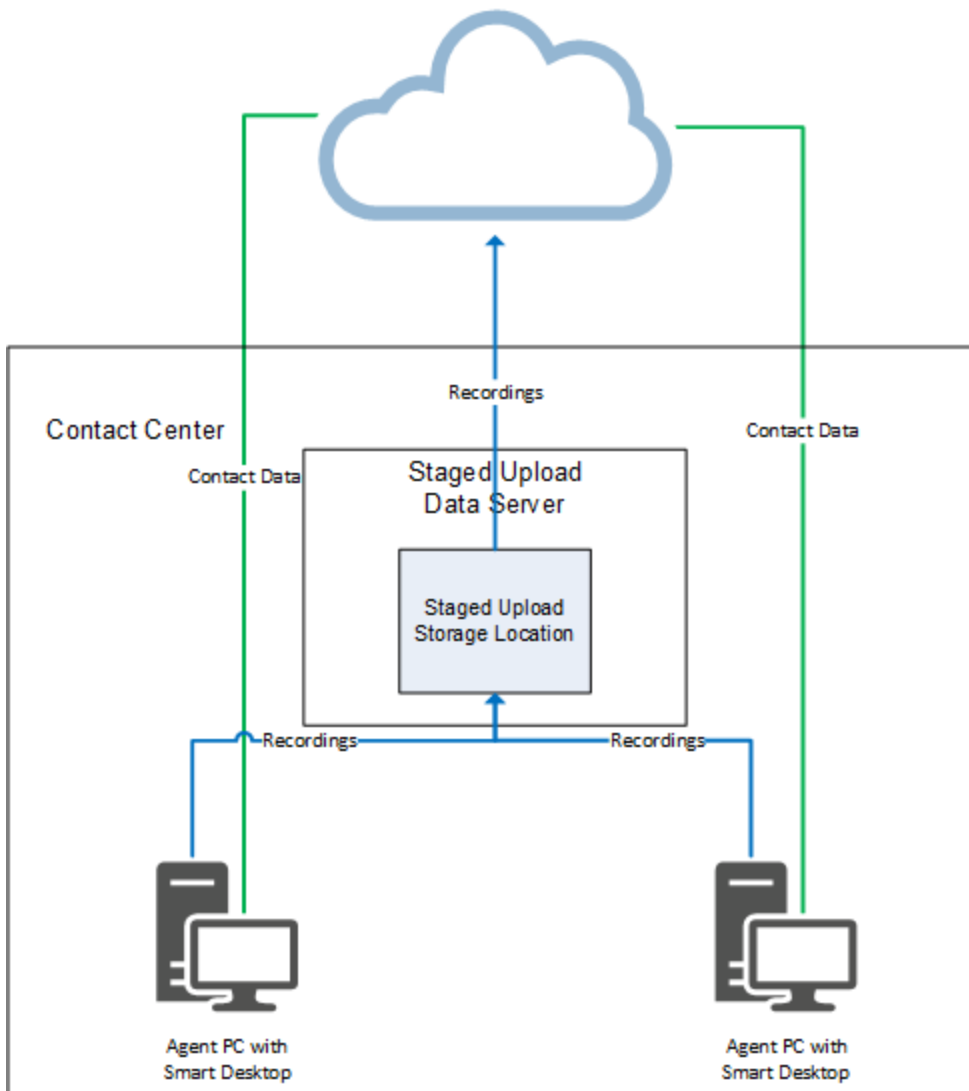 Recordings
Contact Center
Contact Data
Contact Data
Staged Upload
Data Server
Staged Upload
Storage Location
Recordings
Recordings
Agent PC with
Smart Desktop
Agent PC with
Smart Desktop